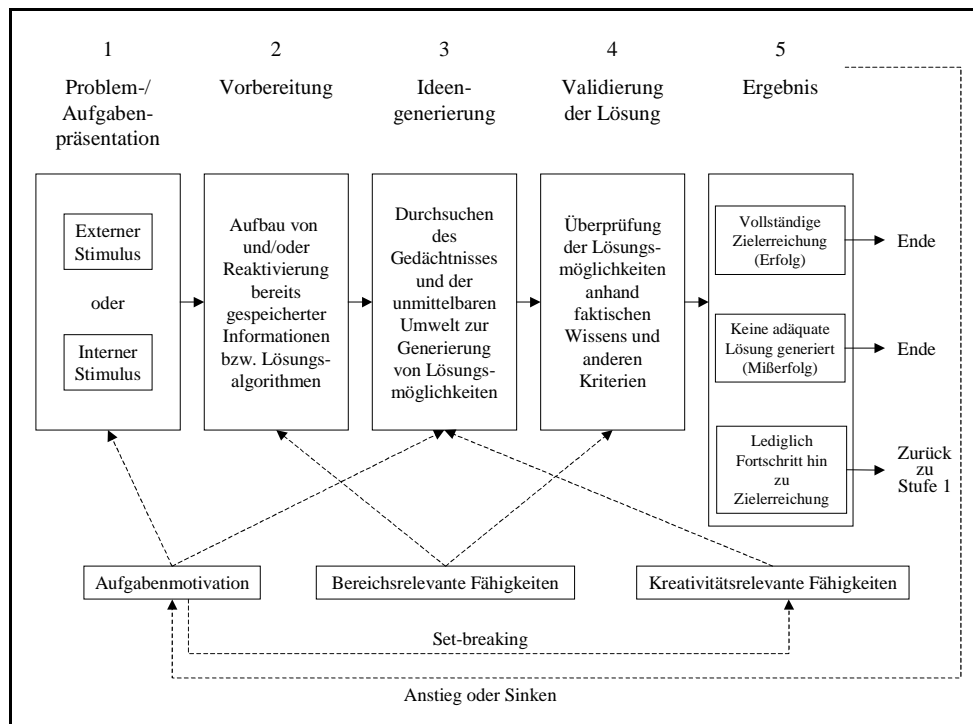 1
Problem-/
Aufgaben-
präsentation
2
Vorbereitung
3
Ideen-
generierung
4
Validierung
der Lösung
5
Ergebnis
Externer
Stimulus
oder
Interner
Stimulus
Aufbau von
und/oder
Reaktivierung
bereits
gespeicherter
Informationen
bzw. Lösungs-
algorithmen
Durchsuchen
des
Gedächtnisses
und der
unmittelbaren
Umwelt zur
Generierung
von Lösungs-
möglichkeiten
Überprüfung
der Lösungs-
möglichkeiten
anhand
faktischen
Wissens und
anderen
Kriterien
Vollständige
Zielerreichung
(Erfolg)
Ende
Keine adäquate
Lösung generiert
(Mißerfolg)
Ende
Lediglich
Fortschritt hin
zu
Zielerreichung
Zurück
zu
Stufe 1
Aufgabenmotivation
Bereichsrelevante Fähigkeiten
Kreativitätsrelevante Fähigkeiten
Set-breaking
Anstieg oder Sinken